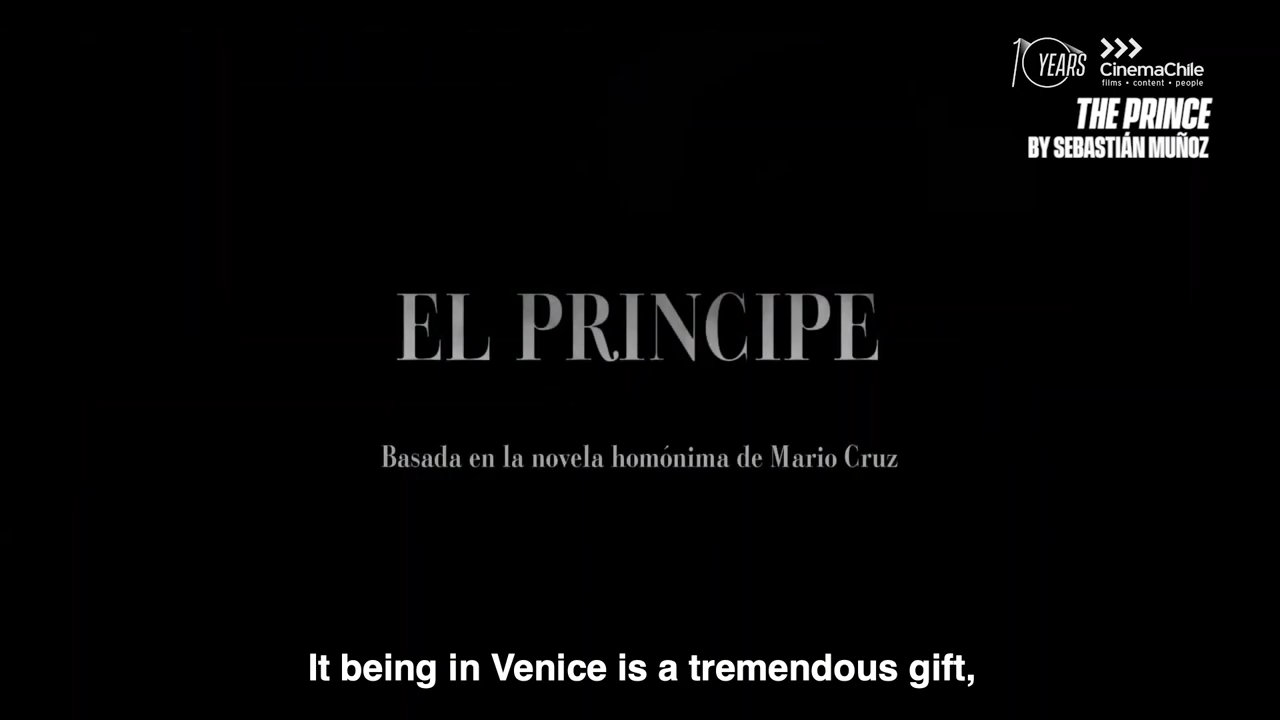 10 YEARS
CinemaChile
films • content • people
THE PRINCE
BY SEBASTIÁN MUÑOZ
EL PRINCIPE
Basada en la novela homónima de Mario Cruz
It being in Venice is a tremendous gift,